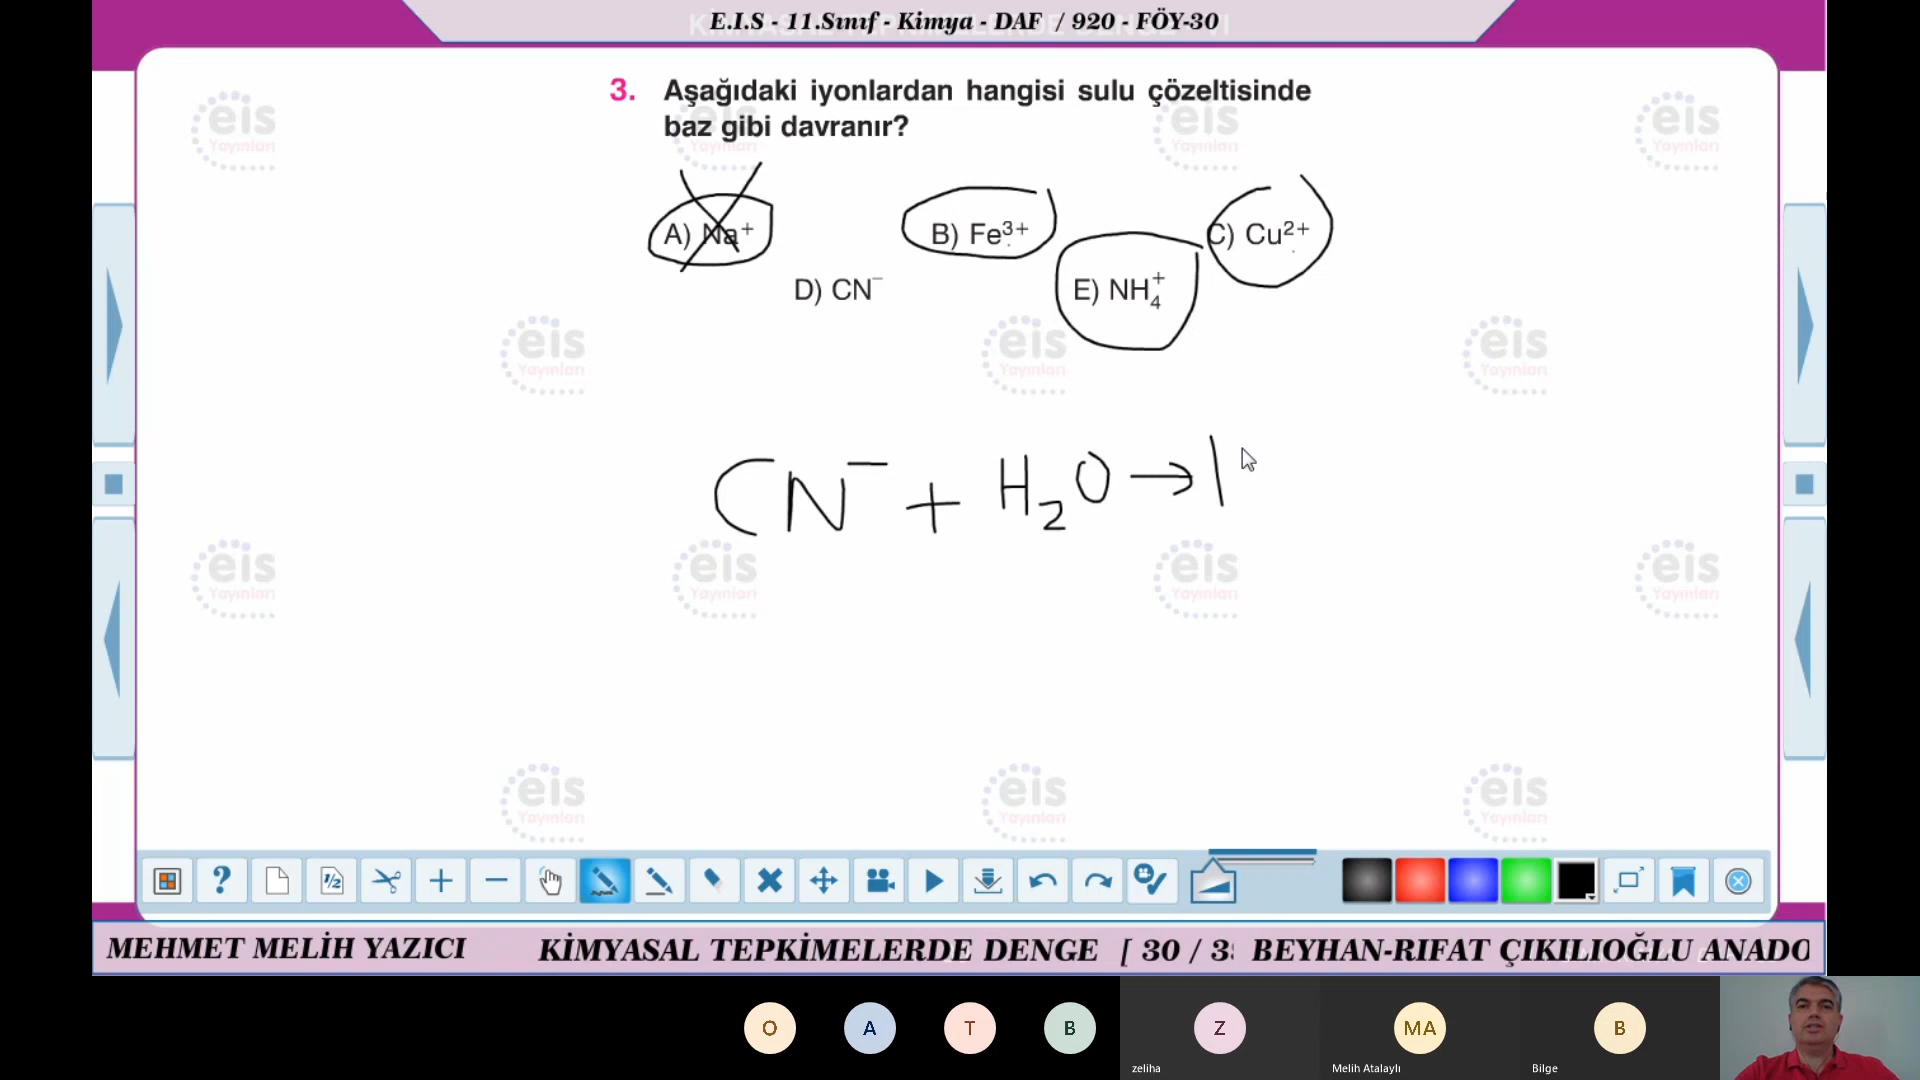 E.I.S - 11.Sınıf - Kimya - DAF / 920 - FÖY-30
3. Aşağıdaki iyonlardan hangisi sulu çözeltisinde
baz gibi davranır?
A) Na+ B) Fe3+ C) Cu2+
D) CN− E) NH4+
CN− + H2O →
eis Yayınları
MEHMET MELİH YAZICI KİMYASAL TEPKİMELERDE DENGE [ 30 / 3 BEYHAN-RIFAT ÇIKILIOĞLU ANADO
O A T B Z MA B
zeliha Melih Atalaylı Bilge